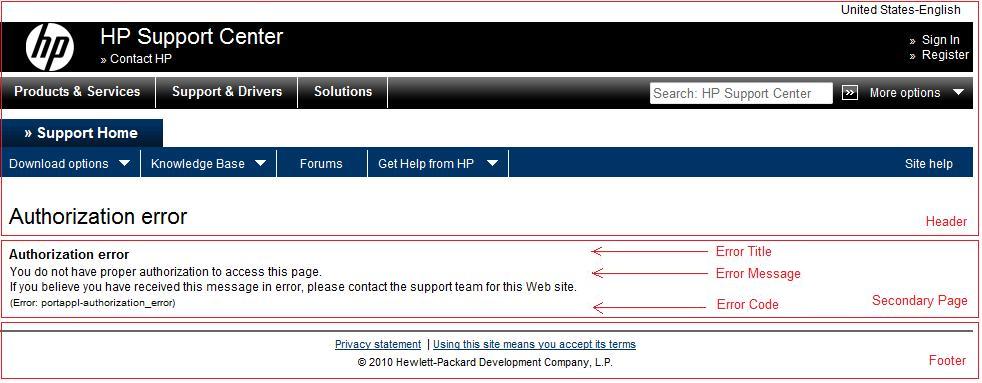 United States-English
hp
HP Support Center
» Contact HP
» Sign In
» Register
Products & Services
Support & Drivers
Solutions
Search: HP Support Center
»
More options
» Support Home
Download options
Knowledge Base
Forums
Get Help from HP
Site help
Authorization error
Header
Authorization error
Error Title
You do not have proper authorization to access this page.
Error Message
If you believe you have received this message in error, please contact the support team for this Web site.
(Error: portappl-authorization_error)
Error Code
Secondary Page
Privacy statement | Using this site means you accept its terms
© 2010 Hewlett-Packard Development Company, L.P.
Footer